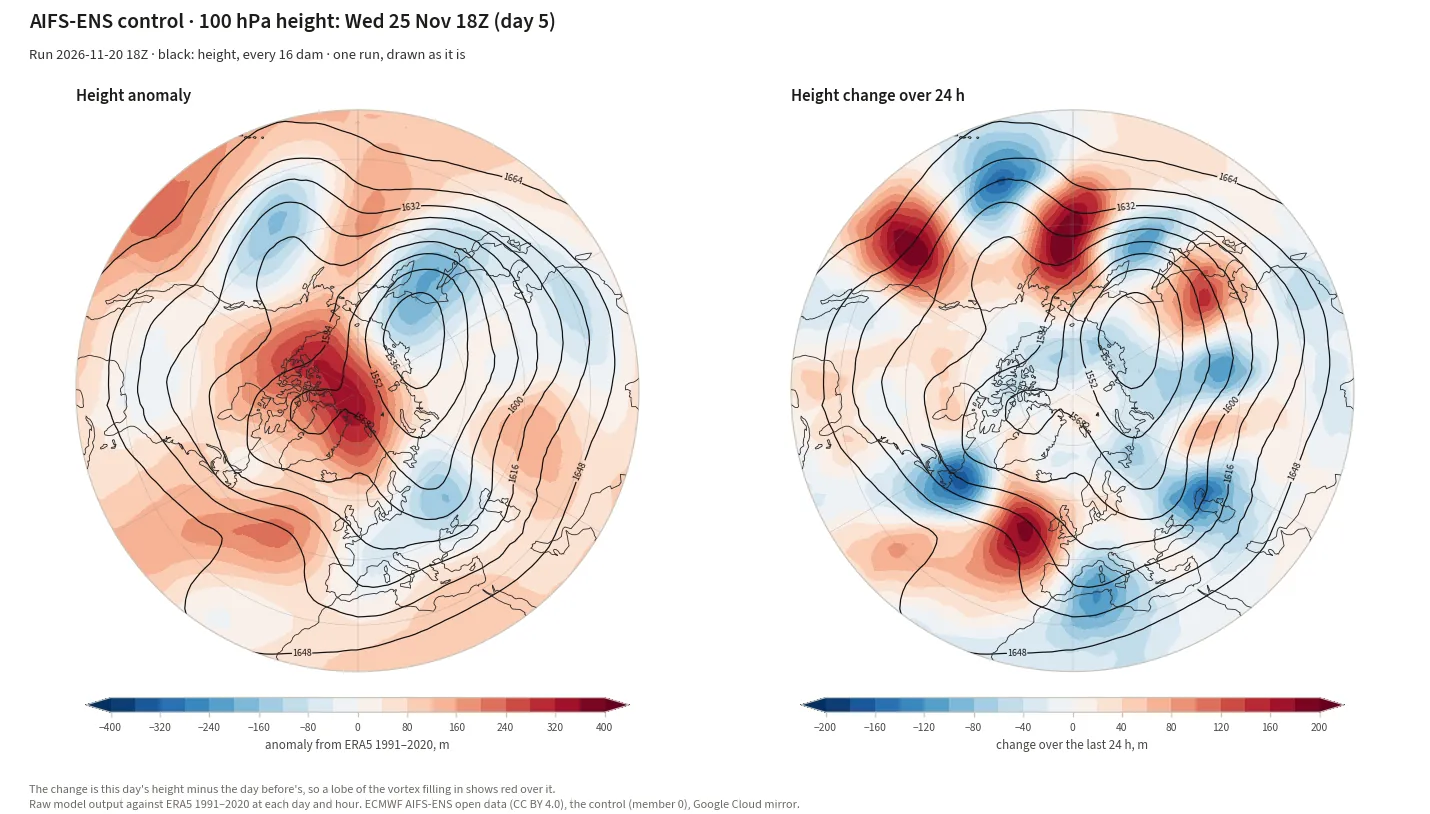 AIFS-ENS control · 100 hPa height: Wed 25 Nov 18Z (day 5)
Run 2026-11-20 18Z · black: height, every 16 dam · one run, drawn as it is
Height anomaly
Height change over 24 h
1664
1632
1584
1536
1552
1600
1616
1648
1648
1664
1632
1584
1536
1552
1600
1616
1648
1648
−400 −320 −240 −160 −80 0 80 160 240 320 400
anomaly from ERA5 1991–2020, m
−200 −160 −120 −80 −40 0 40 80 120 160 200
change over the last 24 h, m
The change is this day's height minus the day before's, so a lobe of the vortex filling in shows red over it.
Raw model output against ERA5 1991–2020 at each day and hour. ECMWF AIFS-ENS open data (CC BY 4.0), the control (member 0), Google Cloud mirror.